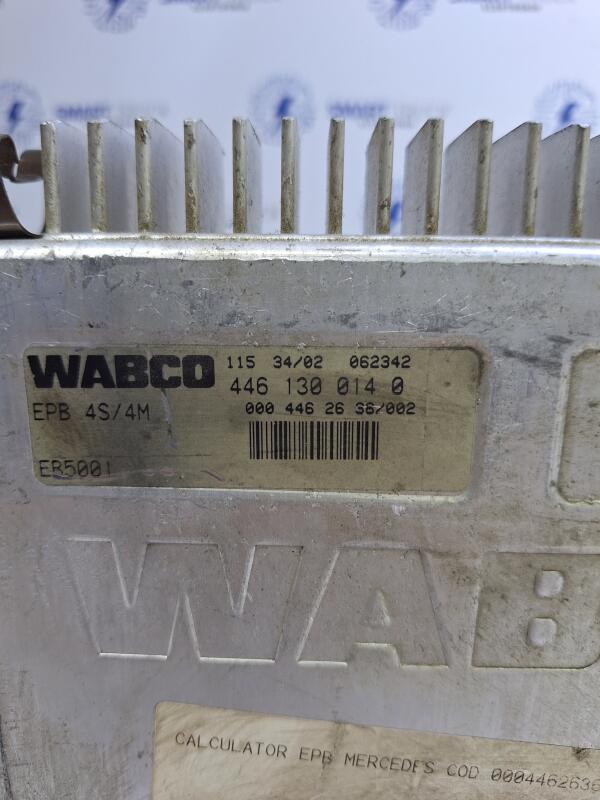 WABCO 115 34/02 062342
446 130 014 0
EPB 4S/4M 000 446 26 36/002
EB5001
WAB
CALCULATOR EPB MERCEDES COD 0004462636